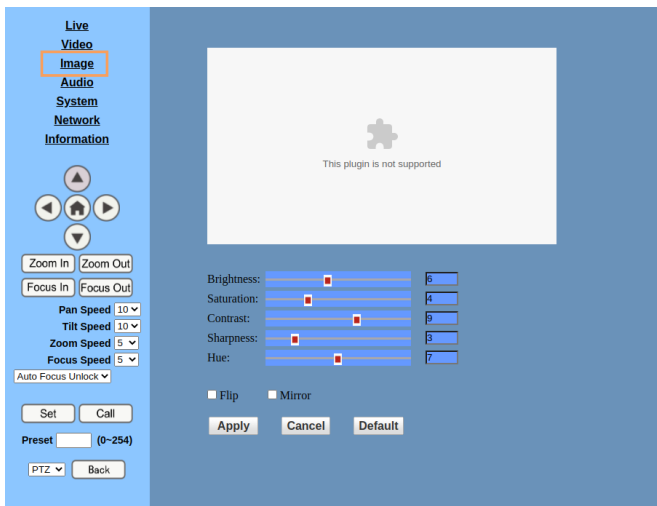 Live
Video
Image
Audio
System
Network
Information
Zoom In Zoom Out
Focus In Focus Out
Pan Speed 10
Tilt Speed 10
Zoom Speed 5
Focus Speed 5
Auto Focus Unlock
Set Call
Preset (0~254)
PTZ Back
This plugin is not supported
Brightness: 6
Saturation: 4
Contrast: 9
Sharpness: 3
Hue: 7
Flip Mirror
Apply Cancel Default